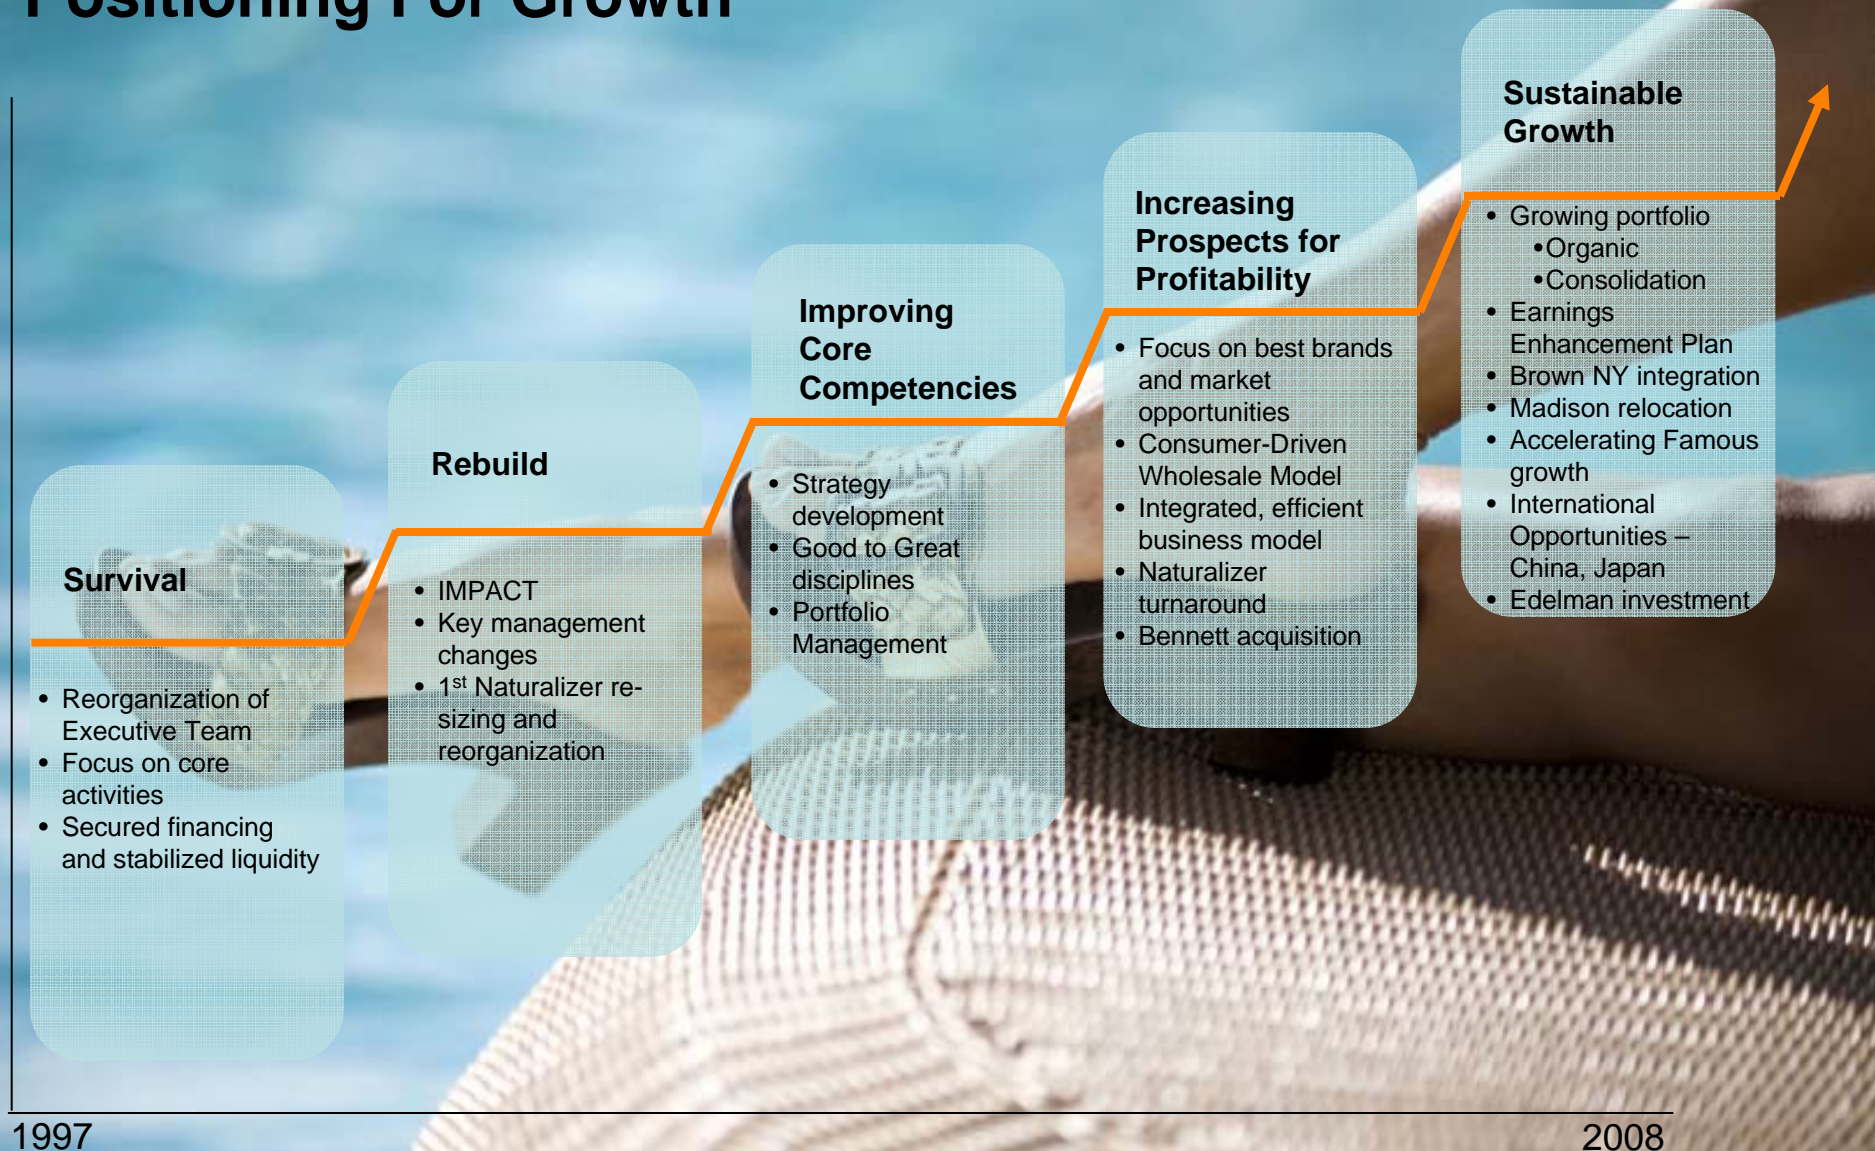 Positioning For Growth
Survival
• Reorganization of
Executive Team
• Focus on core
activities
• Secured financing
and stabilized liquidity
Rebuild
• IMPACT
• Key management
changes
• 1st Naturalizer re-
sizing and
reorganization
Improving
Core
Competencies
• Strategy
development
• Good to Great
disciplines
• Portfolio
Management
Increasing
Prospects for
Profitability
• Focus on best brands
and market
opportunities
• Consumer-Driven
Wholesale Model
• Integrated, efficient
business model
• Naturalizer
turnaround
• Bennett acquisition
Sustainable
Growth
• Growing portfolio
•Organic
•Consolidation
• Earnings
Enhancement Plan
• Brown NY integration
• Madison relocation
• Accelerating Famous
growth
• International
Opportunities –
China, Japan
• Edelman investment
1997
2008